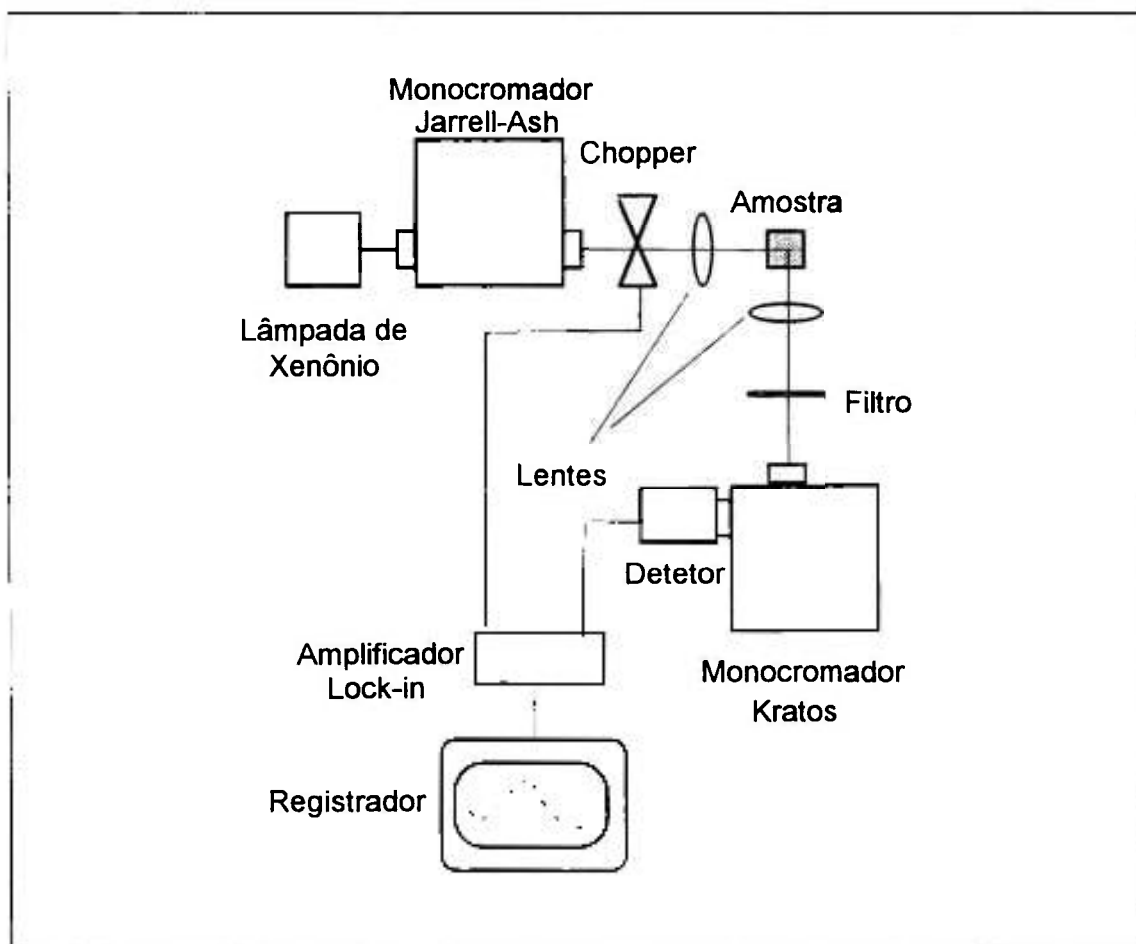 Monocromador
Jarrell-Ash
Chopper
Amostra
Lâmpada de
Xenônio
Filtro
Lentes
Detetor
Amplificador
Lock-in
Monocromador
Kratos
Registrador